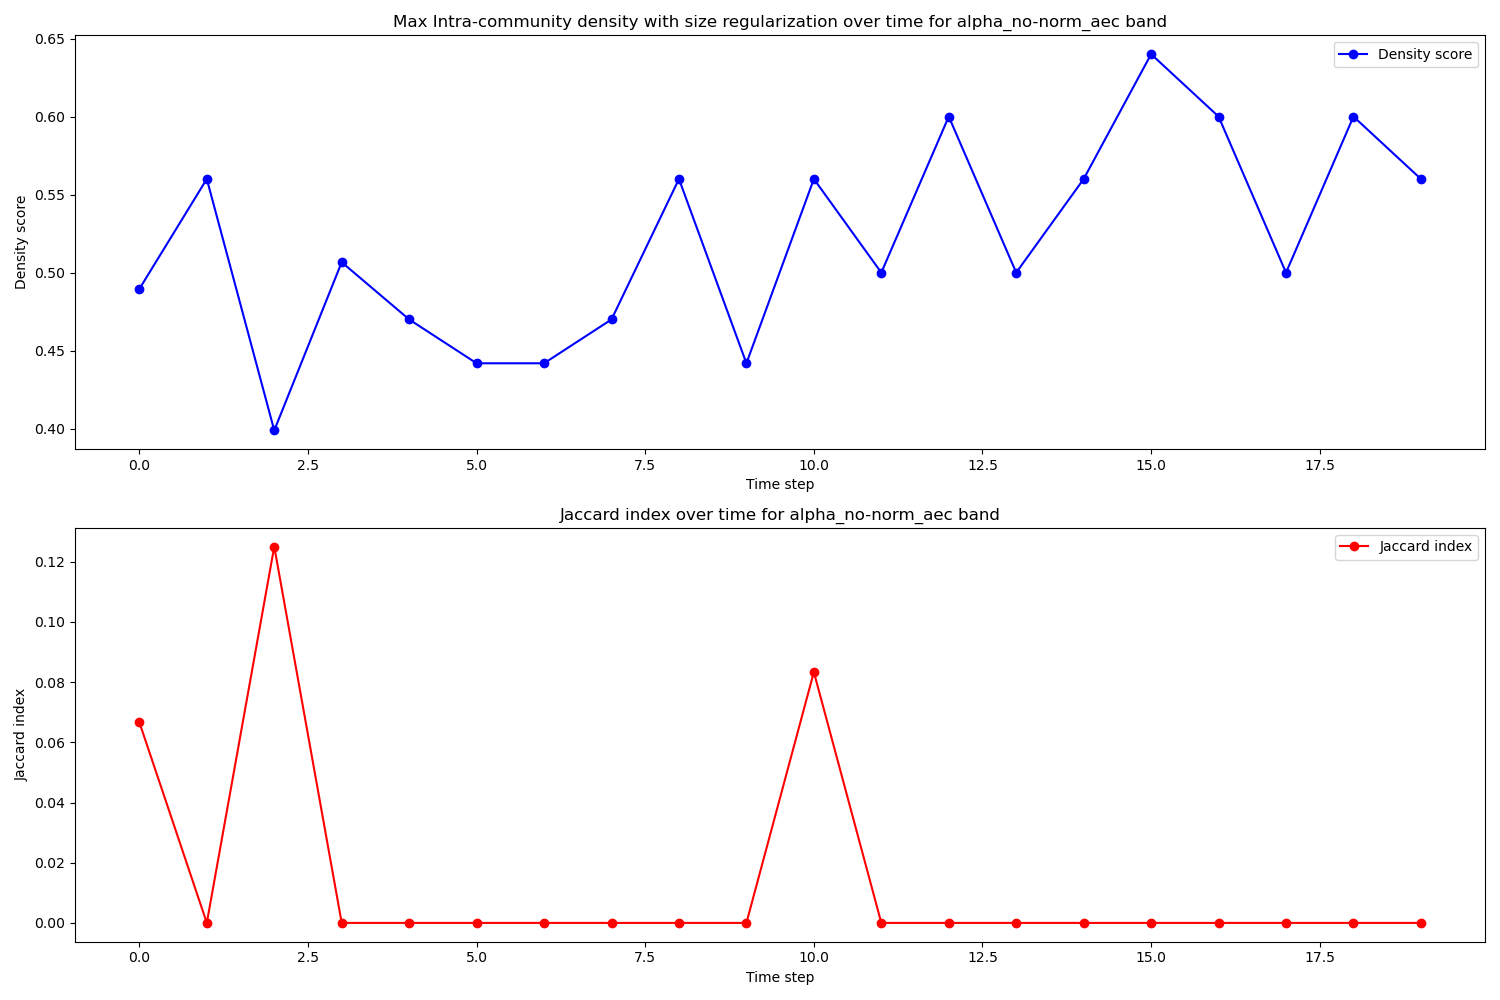 Max Intra-community density with size regularization over time for alpha_no-norm_aec band
Density score
0.65
0.60
0.55
0.50
0.45
0.40
Density score
0.0 2.5 5.0 7.5 10.0 12.5 15.0 17.5
Time step
Jaccard index over time for alpha_no-norm_aec band
Jaccard index
0.12
0.10
0.08
0.06
0.04
0.02
0.00
Jaccard index
0.0 2.5 5.0 7.5 10.0 12.5 15.0 17.5
Time step